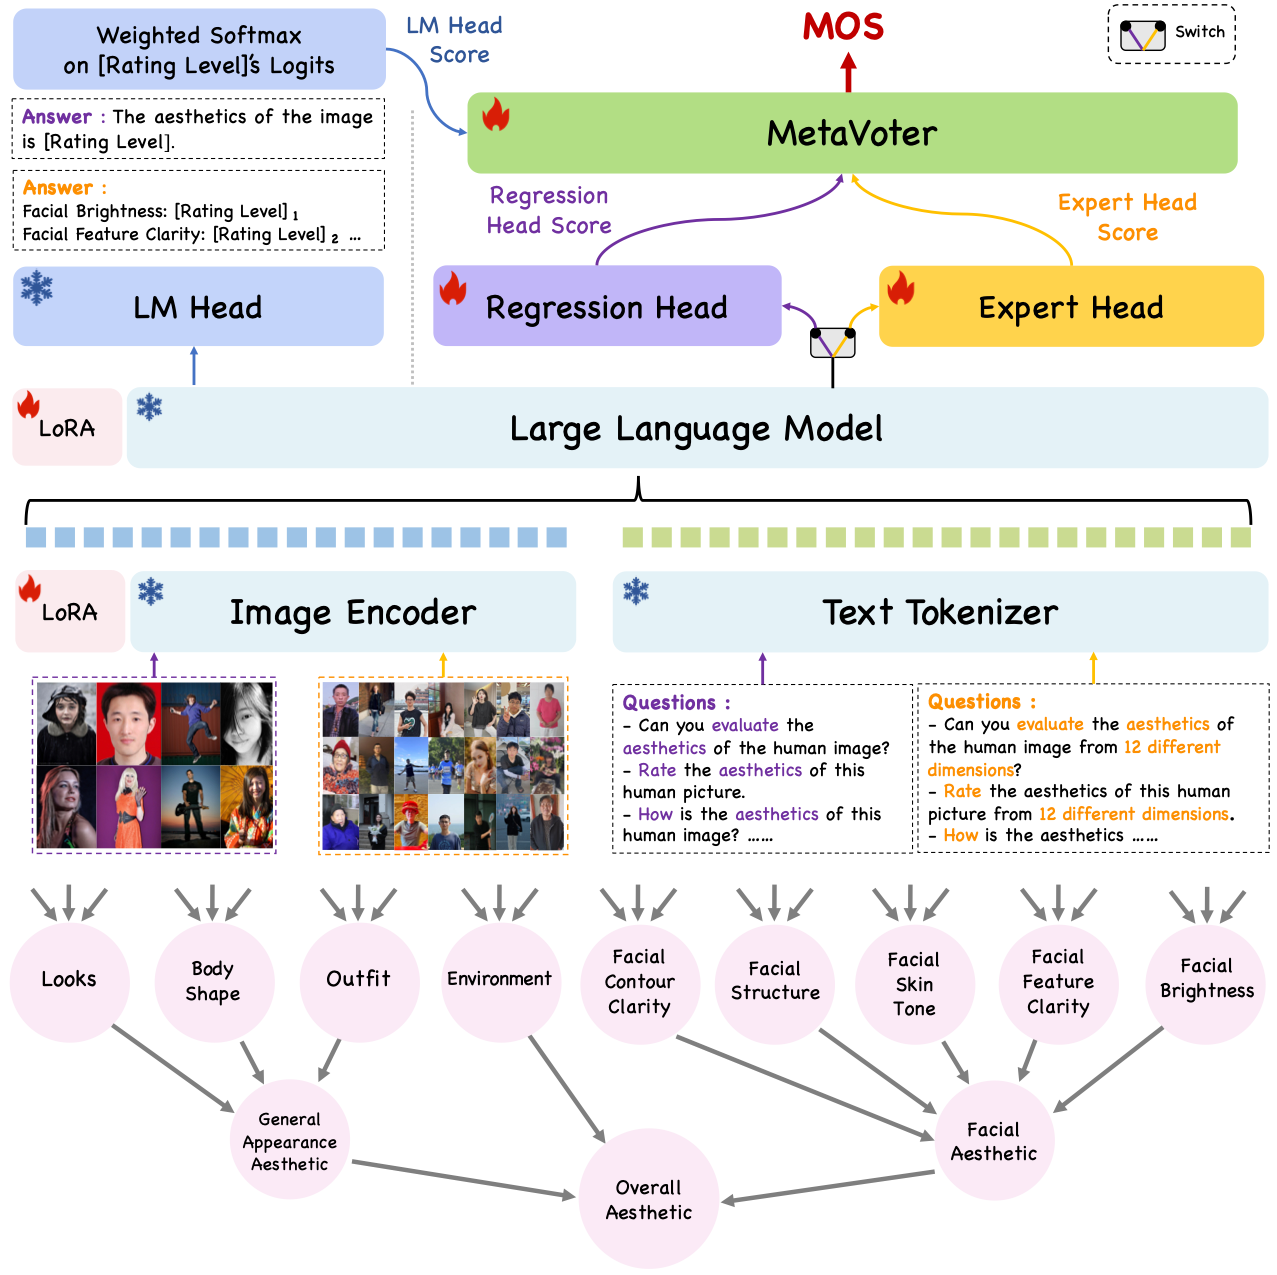 Weighted Softmax
on [Rating Level]'s Logits
LM Head
Score
MOS
Switch
Answer : The aesthetics of the image
is [Rating Level].
MetaVoter
Answer :
Facial Brightness: [Rating Level] 1
Facial Feature Clarity: [Rating Level] 2 ...
Regression
Head Score
Expert Head
Score
LM Head
Regression Head
Expert Head
LoRA
Large Language Model
LoRA
Image Encoder
Text Tokenizer
Questions :
- Can you evaluate the
aesthetics of the human image?
- Rate the aesthetics of this
human picture.
- How is the aesthetics of this
human image? ......
Questions :
- Can you evaluate the aesthetics of
the human image from 12 different
dimensions?
- Rate the aesthetics of this human
picture from 12 different dimensions.
- How is the aesthetics ......
Looks
Body
Shape
Outfit
Environment
Facial
Contour
Clarity
Facial
Structure
Facial
Skin
Tone
Facial
Feature
Clarity
Facial
Brightness
General
Appearance
Aesthetic
Facial
Aesthetic
Overall
Aesthetic